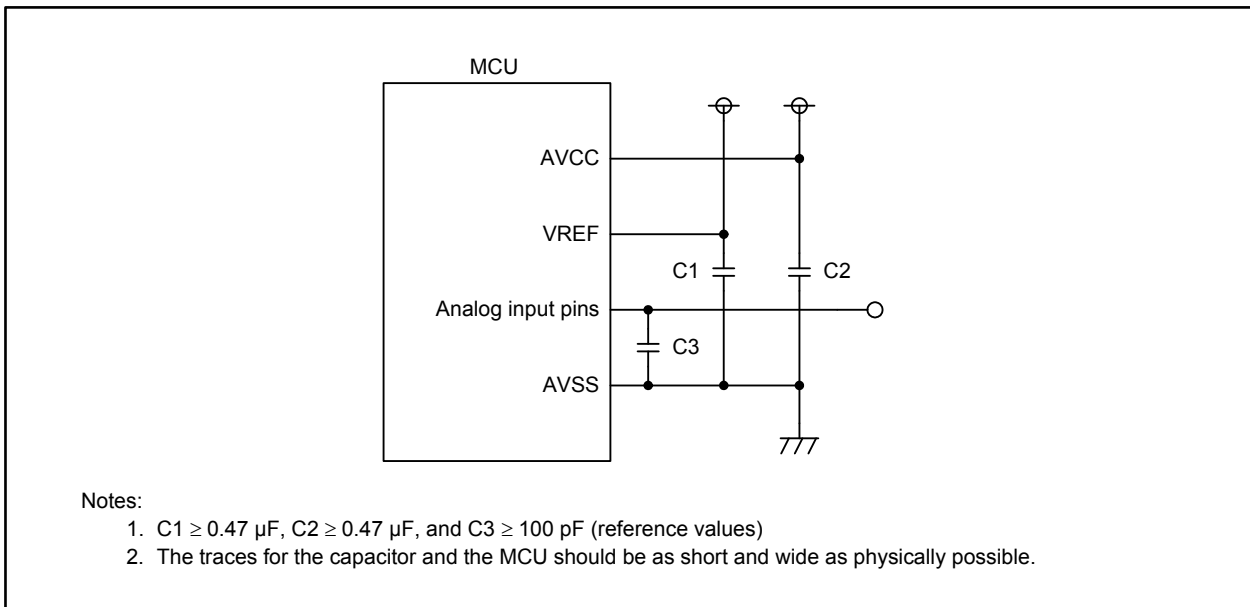 MCU
AVCC
VREF
C1
C2
Analog input pins
C3
AVSS
Notes:
1. C1 ≥ 0.47 µF, C2 ≥ 0.47 µF, and C3 ≥ 100 pF (reference values)
2. The traces for the capacitor and the MCU should be as short and wide as physically possible.